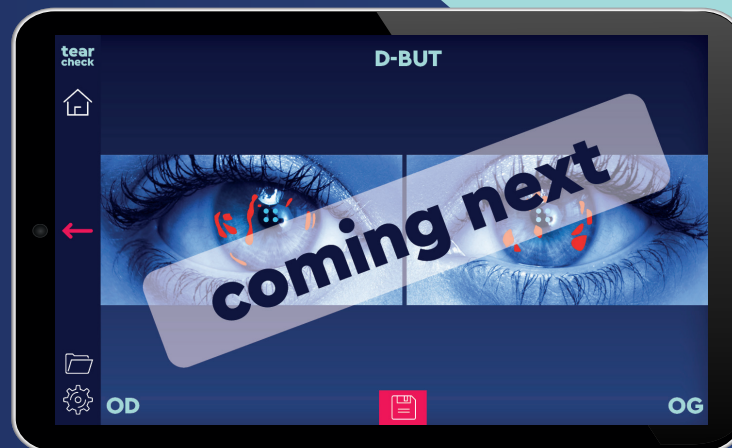 tear
check
D-BUT
coming next
OD
OG